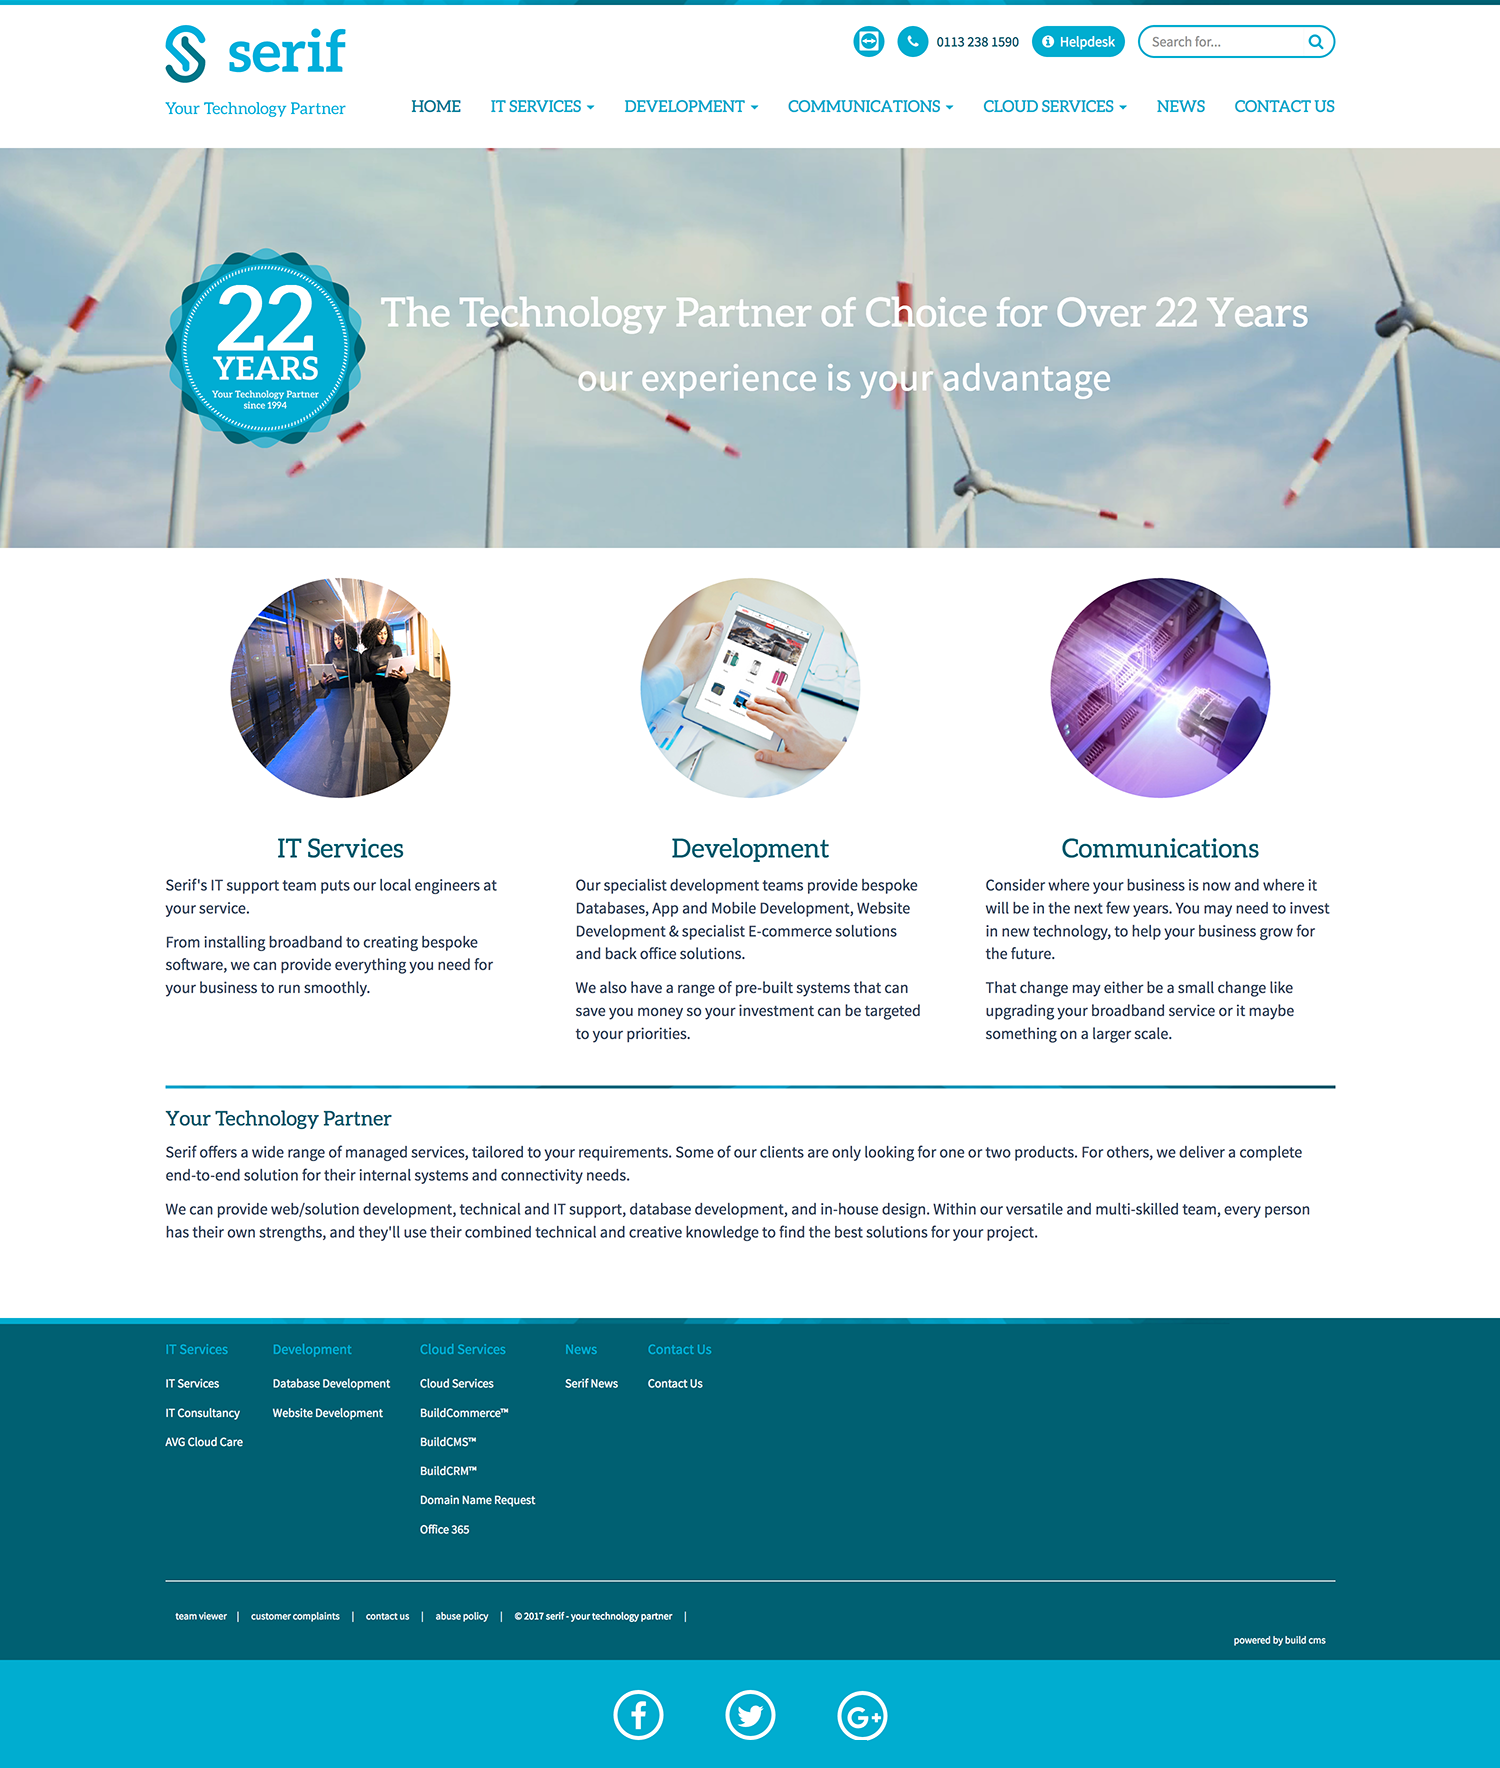 serif
Your Technology Partner
0113 238 1590
Helpdesk
Search for...
HOME
IT SERVICES
DEVELOPMENT
COMMUNICATIONS
CLOUD SERVICES
NEWS
CONTACT US
22
YEARS
Your Technology Partner
since 1994
The Technology Partner of Choice for Over 22 Years
our experience is your advantage
IT Services
Serif's IT support team puts our local engineers at
your service.
From installing broadband to creating bespoke
software, we can provide everything you need for
your business to run smoothly.
Development
Our specialist development teams provide bespoke
Databases, App and Mobile Development, Website
Development & specialist E-commerce solutions
and back office solutions.
We also have a range of pre-built systems that can
save you money so your investment can be targeted
to your priorities.
Communications
Consider where your business is now and where it
will be in the next few years. You may need to invest
in new technology, to help your business grow for
the future.
That change may either be a small change like
upgrading your broadband service or it maybe
something on a larger scale.
Your Technology Partner
Serif offers a wide range of managed services, tailored to your requirements. Some of our clients are only looking for one or two products. For others, we deliver a complete
end-to-end solution for their internal systems and connectivity needs.
We can provide web/solution development, technical and IT support, database development, and in-house design. Within our versatile and multi-skilled team, every person
has their own strengths, and they'll use their combined technical and creative knowledge to find the best solutions for your project.
IT Services
IT Services
IT Consultancy
AVG Cloud Care
Development
Database Development
Website Development
Cloud Services
Cloud Services
BuildCommerce™
BuildCMS™
BuildCRM™
Domain Name Request
Office 365
News
Serif News
Contact Us
Contact Us
team viewer | customer complaints | contact us | abuse policy | © 2017 serif - your technology partner |
powered by build cms